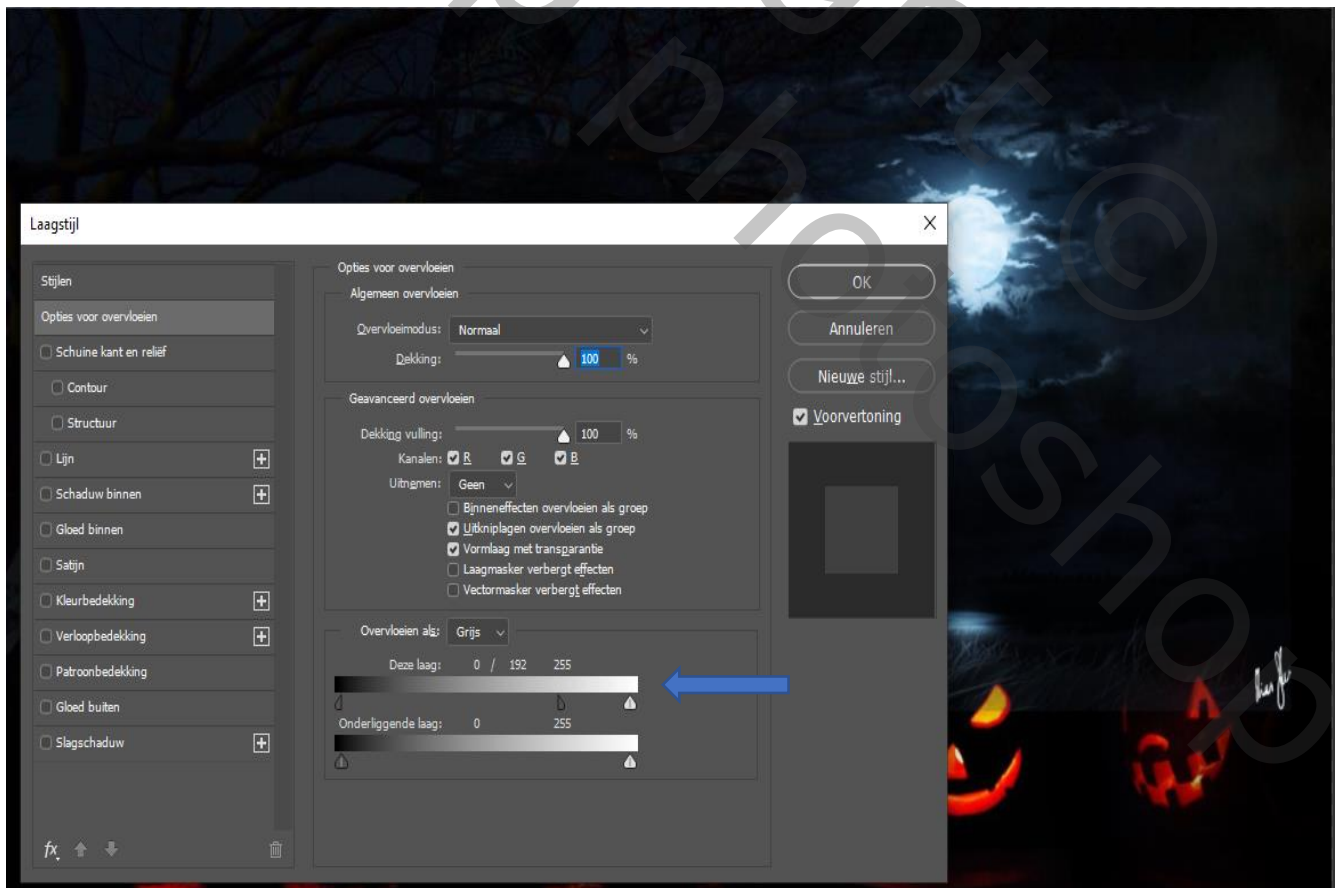 Laagstijl
Stijlen
Opties voor overvloeien
Schuine kant en reliëf
Contour
Structuur
Lijn
Schaduw binnen
Gloed binnen
Satijn
Kleurbedekking
Verloopbedekking
Patroonbedekking
Gloed buiten
Slagschaduw
fx
Opties voor overvloeien
Algemeen overvloeien
Overvloeimodus: Normaal
Dekking: 100 %
Geavanceerd overvloeien
Dekking vulling: 100 %
Kanalen: R G B
Uitnemen: Geen
Binneneffecten overvloeien als groep
Uitkniplagen overvloeien als groep
Vormlaag met transparantie
Laagmasker verbergt effecten
Vectormasker verbergt effecten
Overvloeien als: Grijs
Deze laag: 0 / 192 255
Onderliggende laag: 0 255
OK
Annuleren
Nieuwe stijl...
Voorvertoning
photoshop
©